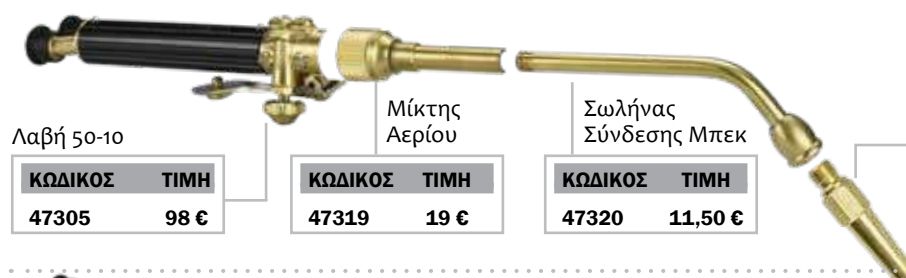 Λαβή 50-10
ΚΩΔΙΚΟΣ ΤΙΜΗ
47305 98 €
Μίκτης
Αερίου
ΚΩΔΙΚΟΣ ΤΙΜΗ
47319 19 €
Σωλήνας
Σύνδεσης Μπεκ
ΚΩΔΙΚΟΣ ΤΙΜΗ
47320 11,50 €